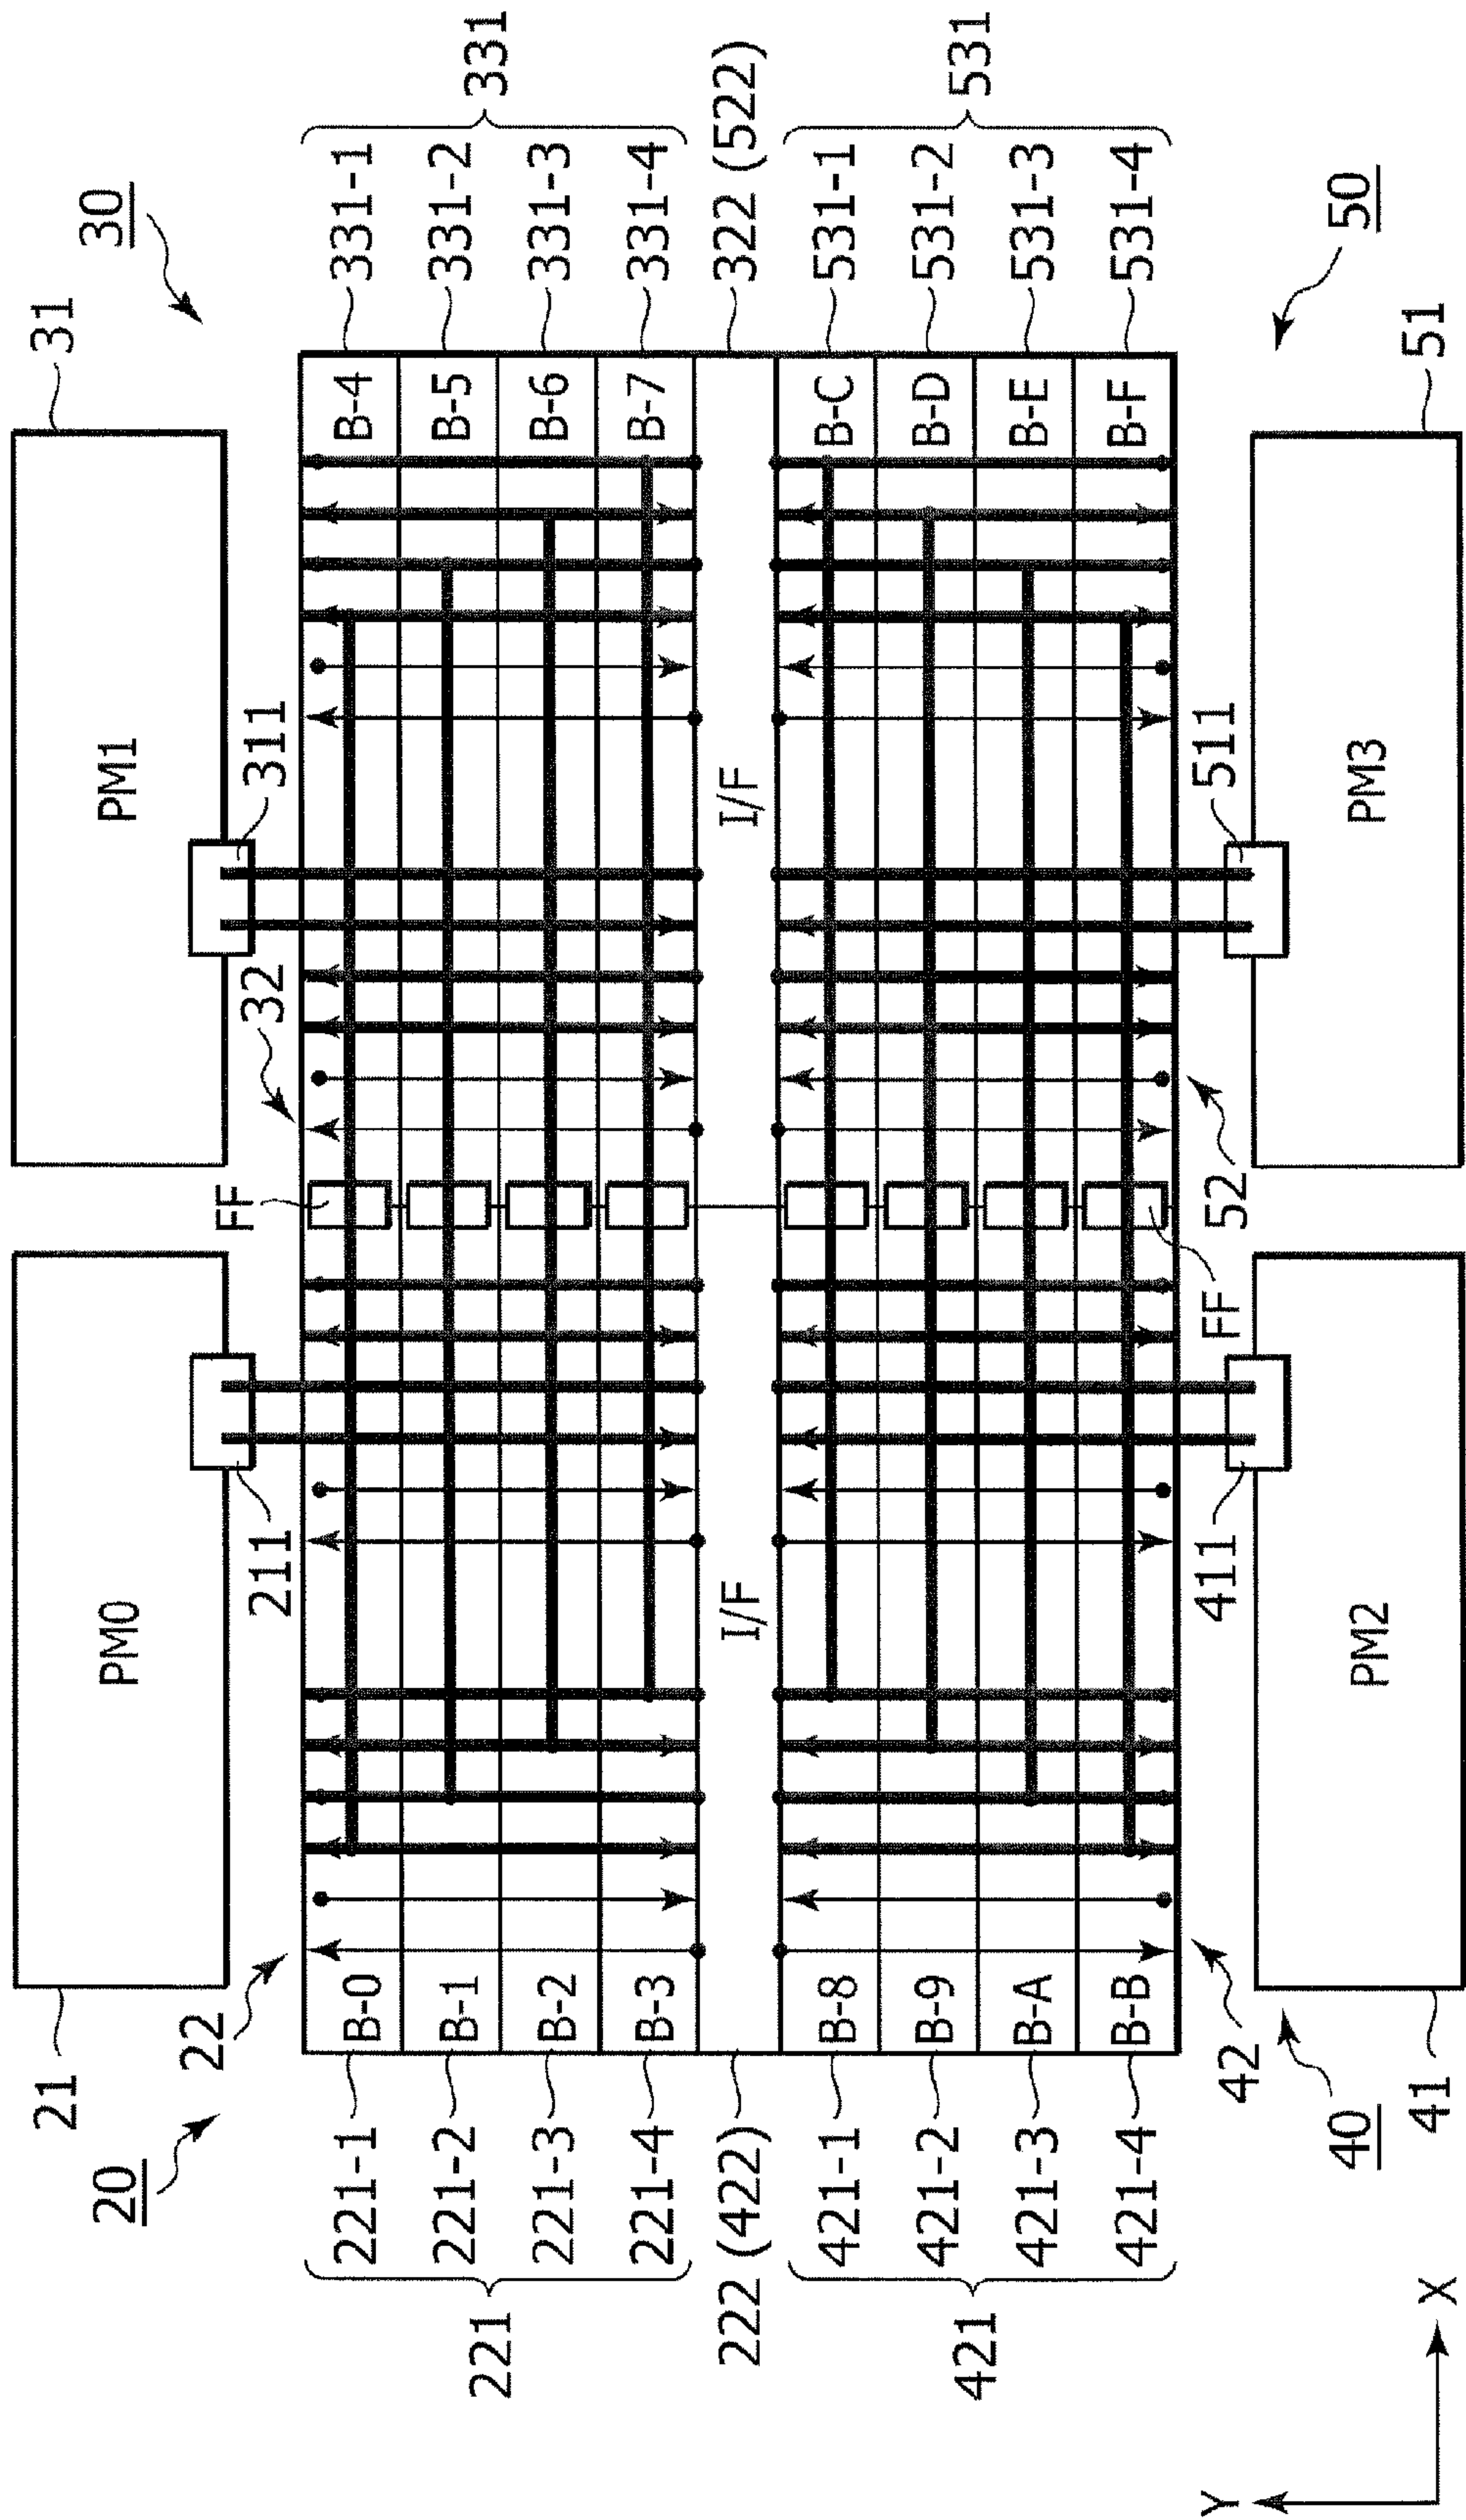 20
21
22
PM0
211
FF
32
PM1
311
31
30
221
221-1
221-2
221-3
221-4
222 (422)
B-0
B-1
B-2
B-3
I/F
I/F
B-4
B-5
B-6
B-7
331-1
331-2
331-3
331-4
331
322 (522)
421
421-1
421-2
421-3
421-4
B-8
B-9
B-A
B-B
B-C
B-D
B-E
B-F
531-1
531-2
531-3
531-4
531
40
41
42
PM2
411
FF
52
PM3
511
51
50
Y
X